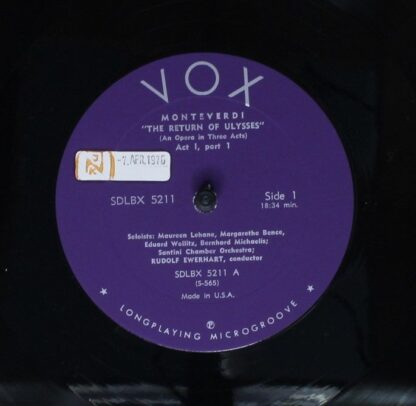 VOX
MONTEVERDI
"THE RETURN OF ULYSSES"
(An Opera in Three Acts)
Act I, part 1
-7. APR. 1976
SDLBX 5211
Side 1
18:34 min.
Soloists: Maureen Lehane, Margarethe Bence,
Eduard Wollitz, Bernhard Michaelis;
Santini Chamber Orchestra;
RUDOLF EWERHART, conductor
SDLBX 5211 A
(S-565)
Made in U.S.A.
℗
★ LONGPLAYING MICROGROOVE ★